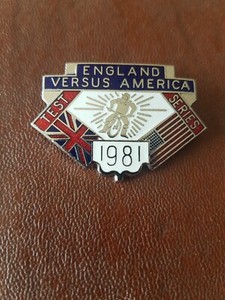 ENGLAND
VERSUS AMERICA
TEST SERIES
1981